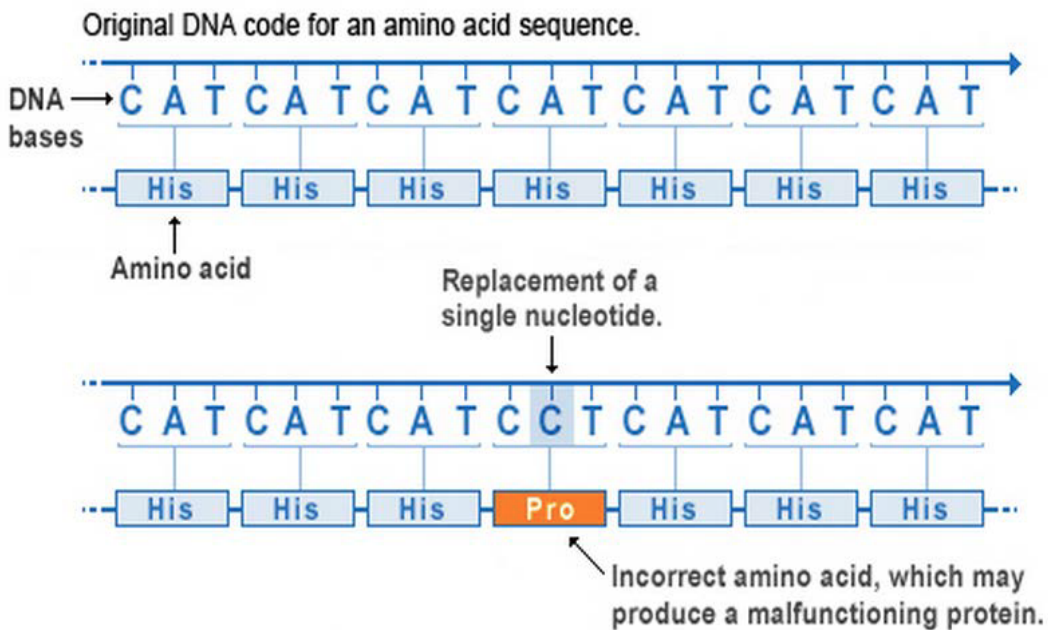 Original DNA code for an amino acid sequence.
DNA bases
C A T C A T C A T C A T C A T C A T C A T
His His His His His His His
Amino acid
Replacement of a
single nucleotide.
C A T C A T C A T C C T C A T C A T C A T
His His His Pro His His His
Incorrect amino acid, which may
produce a malfunctioning protein.